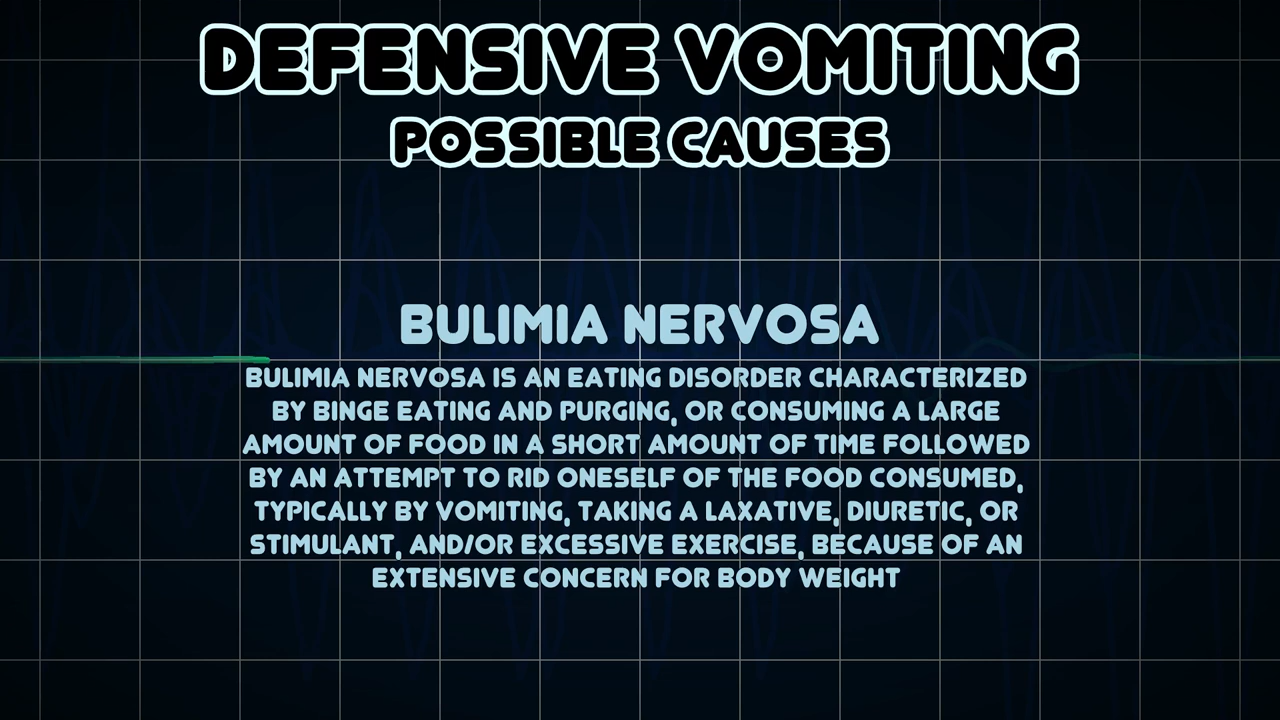 DEFENSIVE VOMITING
POSSIBLE CAUSES
BULIMIA NERVOSA
BULIMIA NERVOSA IS AN EATING DISORDER CHARACTERIZED
BY BINGE EATING AND PURGING, OR CONSUMING A LARGE
AMOUNT OF FOOD IN A SHORT AMOUNT OF TIME FOLLOWED
BY AN ATTEMPT TO RID ONESELF OF THE FOOD CONSUMED,
TYPICALLY BY VOMITING, TAKING A LAXATIVE, DIURETIC, OR
STIMULANT, AND/OR EXCESSIVE EXERCISE, BECAUSE OF AN
EXTENSIVE CONCERN FOR BODY WEIGHT